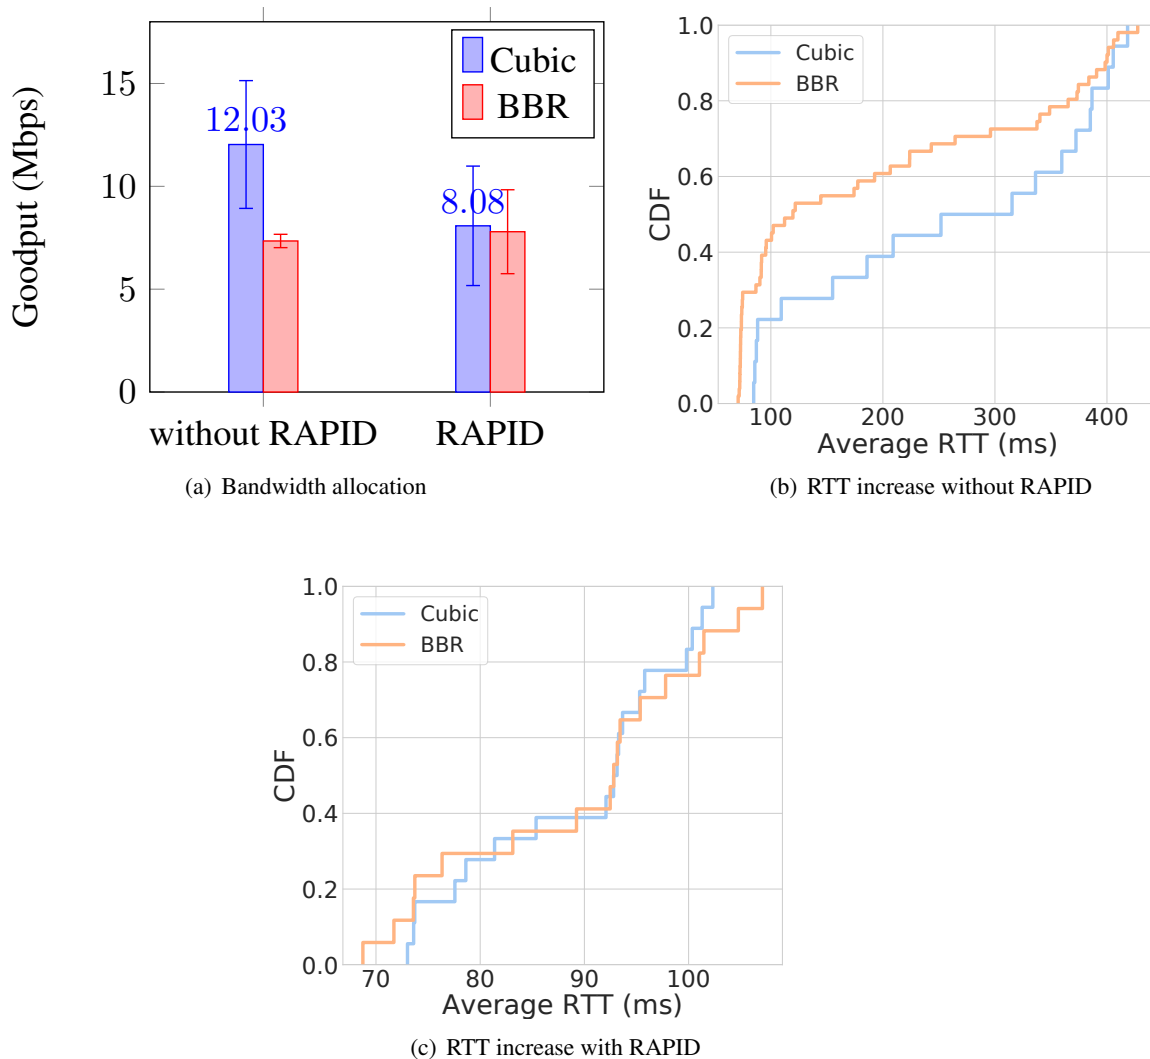 Goodput (Mbps)
15
10
5
0
12.03
8.08
Cubic
BBR
without RAPID
RAPID
(a) Bandwidth allocation
CDF
1.0
0.8
0.6
0.4
0.2
0.0
Cubic
BBR
100
200
300
400
Average RTT (ms)
(b) RTT increase without RAPID
CDF
1.0
0.8
0.6
0.4
0.2
0.0
Cubic
BBR
70
80
90
100
Average RTT (ms)
(c) RTT increase with RAPID